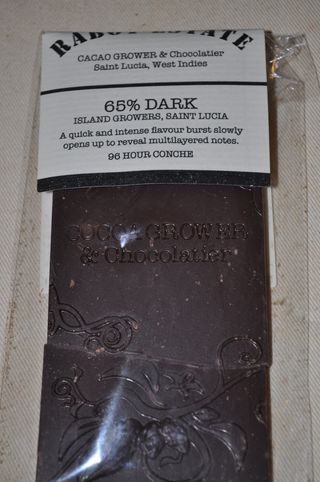 RABOT ESTATE
CACAO GROWER & Chocolatier
Saint Lucia, West Indies
65% DARK
ISLAND GROWERS, SAINT LUCIA
A quick and intense flavour burst slowly
opens up to reveal multilayered notes.
96 HOUR CONCHE
COCOA GROWER
& Chocolatier